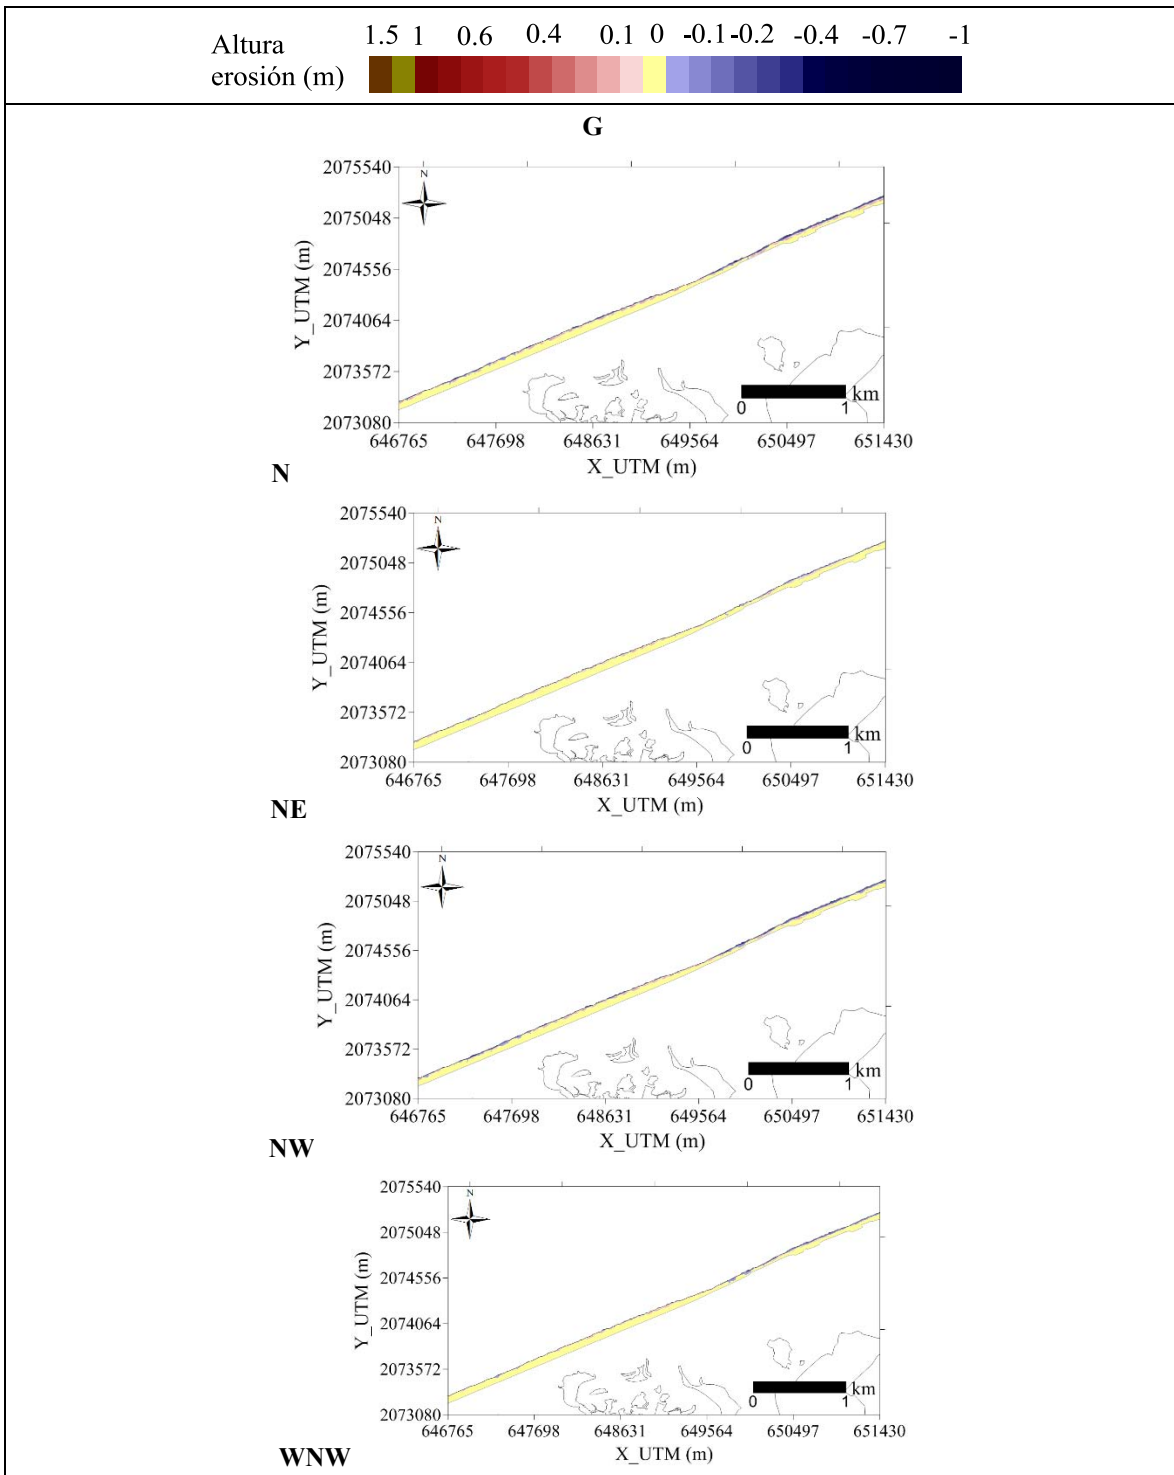 Altura
erosión (m)
1.5 1 0.6 0.4 0.1 0 -0.1 -0.2 -0.4 -0.7 -1
G
2075540
2075048
2074556
2074064
2073572
2073080
Y_UTM (m)
N
0 1 km
646765 647698 648631 649564 650497 651430
X_UTM (m)
N
2075540
2075048
2074556
2074064
2073572
2073080
Y_UTM (m)
N
0 1 km
646765 647698 648631 649564 650497 651430
X_UTM (m)
NE
2075540
2075048
2074556
2074064
2073572
2073080
Y_UTM (m)
N
0 1 km
646765 647698 648631 649564 650497 651430
X_UTM (m)
NW
2075540
2075048
2074556
2074064
2073572
2073080
Y_UTM (m)
N
0 1 km
646765 647698 648631 649564 650497 651430
X_UTM (m)
WNW